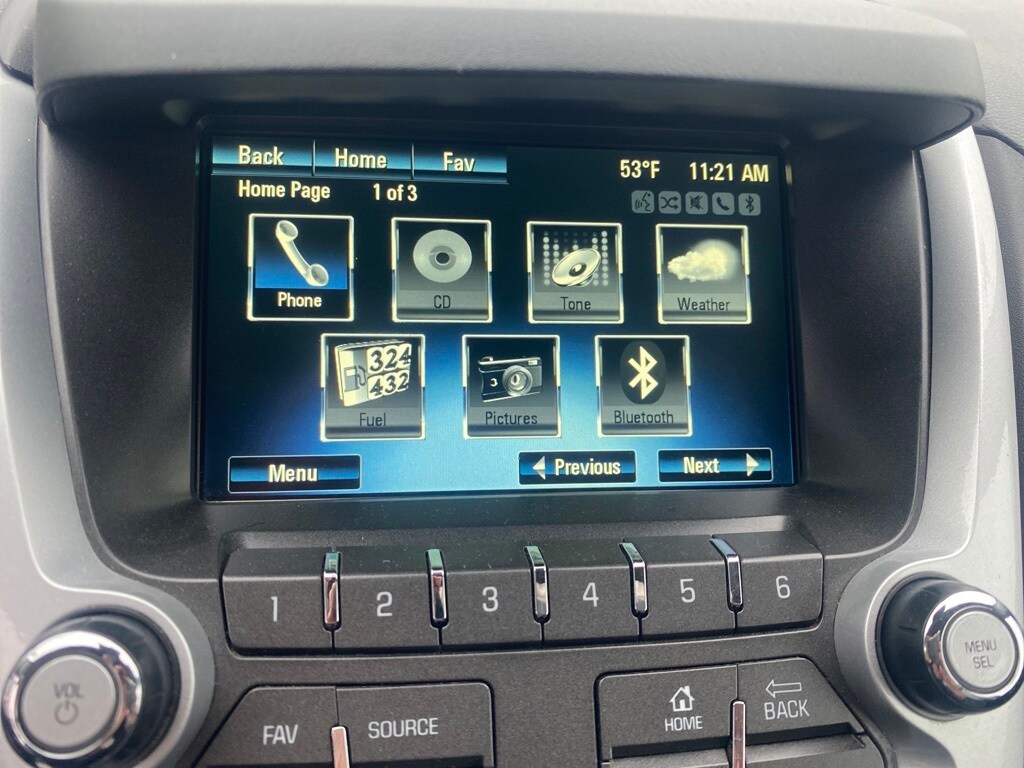 Back Home Fav
53°F 11:21 AM
Home Page 1 of 3
Phone CD Tone Weather
324
432
3
Fuel Pictures Bluetooth
Menu Previous Next
1 2 3 4 5 6
VOL
MENU
SEL
FAV SOURCE HOME BACK